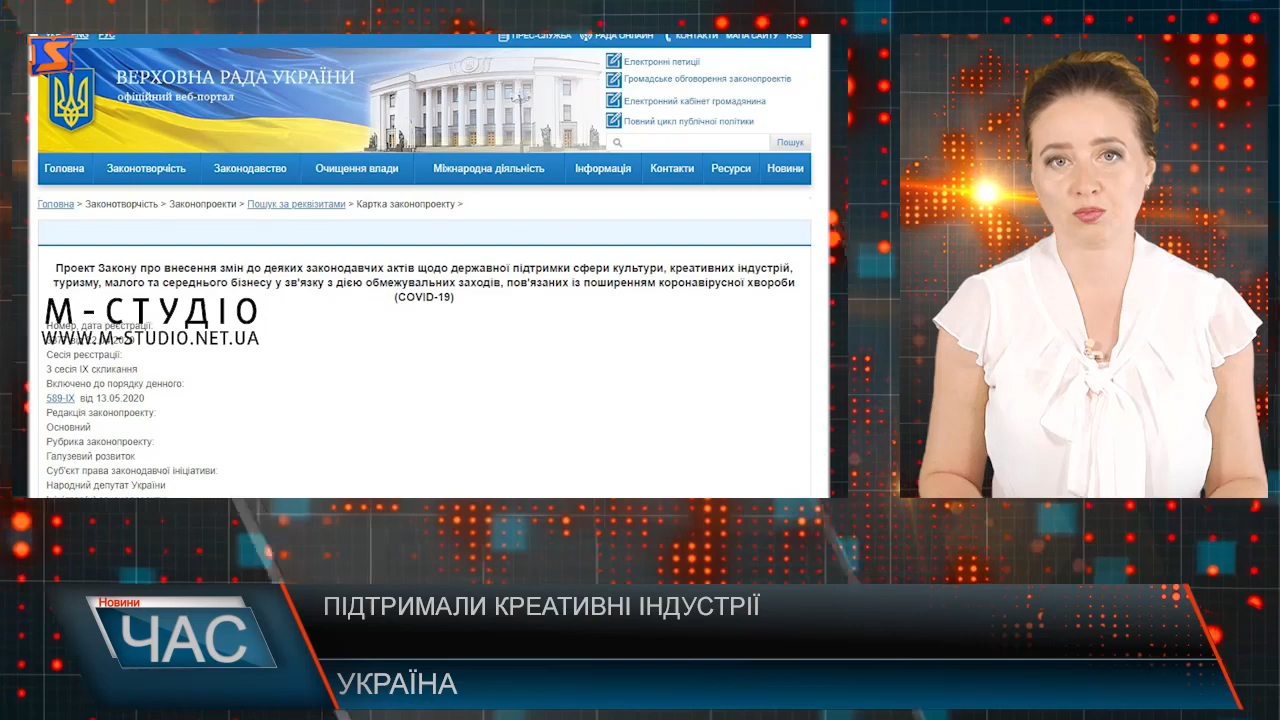 ENG РУС
ПРЕС-СЛУЖБА РАДА ОНЛАЙН КОНТАКТИ МАПА САЙТУ RSS
ВЕРХОВНА РАДА УКРАЇНИ
офіційний веб-портал
Електронні петиції
Громадське обговорення законопроектів
Електронний кабінет громадянина
Повний цикл публічної політики
Пошук
Головна Законотворчість Законодавство Очищення влади Міжнародна діяльність Інформація Контакти Ресурси Новини
Головна > Законотворчість > Законопроекти > Пошук за реквізитами > Картка законопроекту >
Проект Закону про внесення змін до деяких законодавчих актів щодо державної підтримки сфери культури, креативних індустрій,
туризму, малого та середнього бізнесу у зв'язку з дією обмежувальних заходів, пов'язаних із поширенням коронавірусної хвороби
(COVID-19)
М-СТУДІО
Номер, дата реєстрації:
WWW.M-STUDIO.NET.UA
Сесія реєстрації:
3 сесія IX скликання
Включено до порядку денного:
589-IX від 13.05.2020
Редакція законопроекту:
Основний
Рубрика законопроекту:
Галузевий розвиток
Суб'єкт права законодавчої ініціативи:
Народний депутат України
Новини
ЧАС
ПІДТРИМАЛИ КРЕАТИВНІ ІНДУСТРІЇ
УКРАЇНА